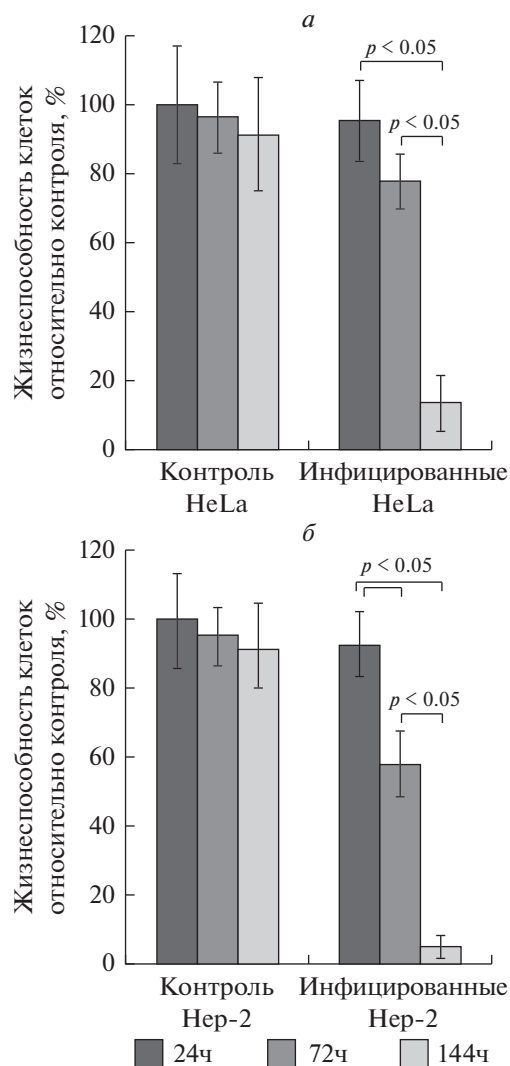 а
Жизнеспособность клеток
относительно контроля, %
120
100
80
60
40
20
0
p < 0.05
p < 0.05
Контроль
HeLa
Инфицированные
HeLa
б
Жизнеспособность клеток
относительно контроля, %
120
100
80
60
40
20
0
p < 0.05
p < 0.05
Контроль
Hep-2
Инфицированные
Hep-2
24ч
72ч
144ч